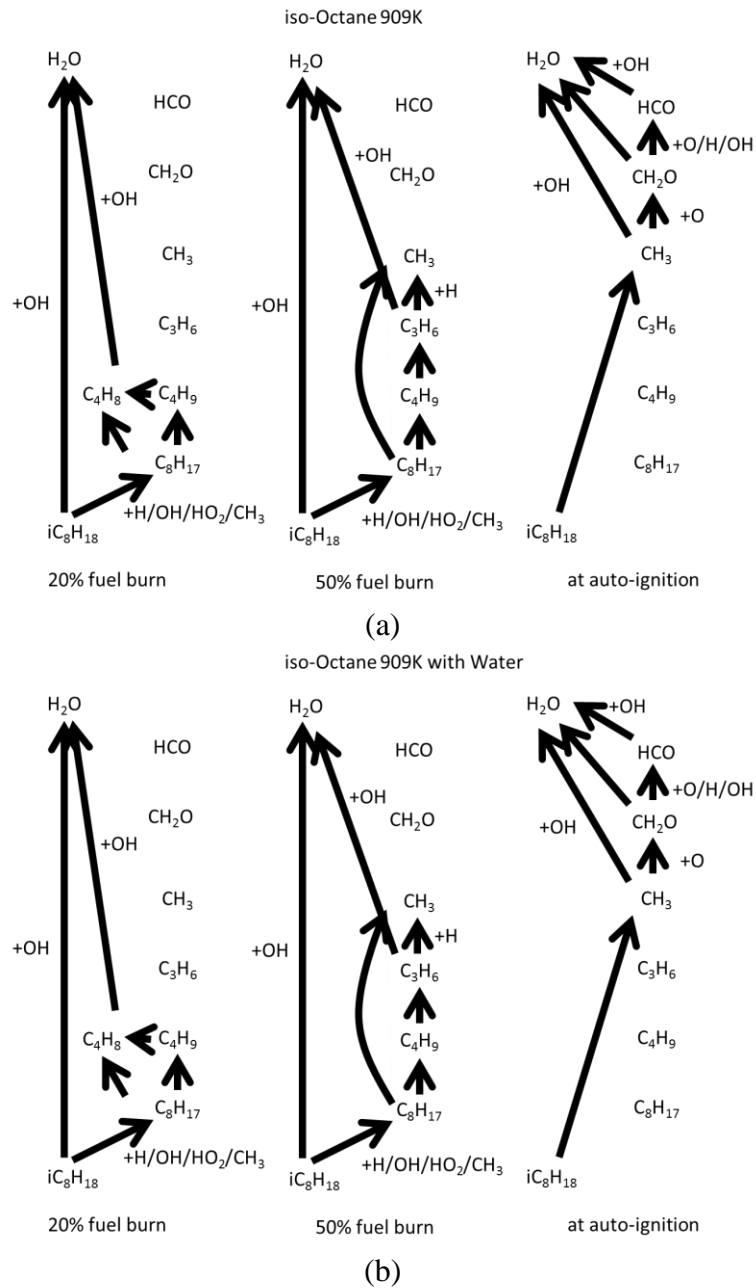 iso-Octane 909K
H₂O
HCO
CH₂O
+OH
CH₃
+OH
C₃H₆
C₄H₈
C₄H₉
C₈H₁₇
+H/OH/HO₂/CH₃
iC₈H₁₈
20% fuel burn
H₂O
HCO
+OH
CH₂O
CH₃
+H
+OH
C₃H₆
C₄H₉
C₈H₁₇
+H/OH/HO₂/CH₃
iC₈H₁₈
50% fuel burn
H₂O
+OH
HCO
+O/H/OH
+OH
CH₂O
+O
CH₃
C₃H₆
C₄H₉
C₈H₁₇
iC₈H₁₈
at auto-ignition
(a)
iso-Octane 909K with Water
H₂O
HCO
CH₂O
+OH
CH₃
+OH
C₃H₆
C₄H₈
C₄H₉
C₈H₁₇
+H/OH/HO₂/CH₃
iC₈H₁₈
20% fuel burn
H₂O
HCO
+OH
CH₂O
CH₃
+H
+OH
C₃H₆
C₄H₉
C₈H₁₇
+H/OH/HO₂/CH₃
iC₈H₁₈
50% fuel burn
H₂O
+OH
HCO
+O/H/OH
+OH
CH₂O
+O
CH₃
C₃H₆
C₄H₉
C₈H₁₇
iC₈H₁₈
at auto-ignition
(b)